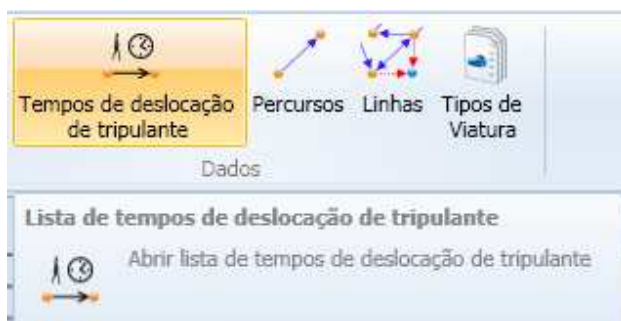 Tempos de deslocação de tripulante
Percursos
Linhas
Tipos de Viatura
Dados
Lista de tempos de deslocação de tripulante
Abrir lista de tempos de deslocação de tripulante